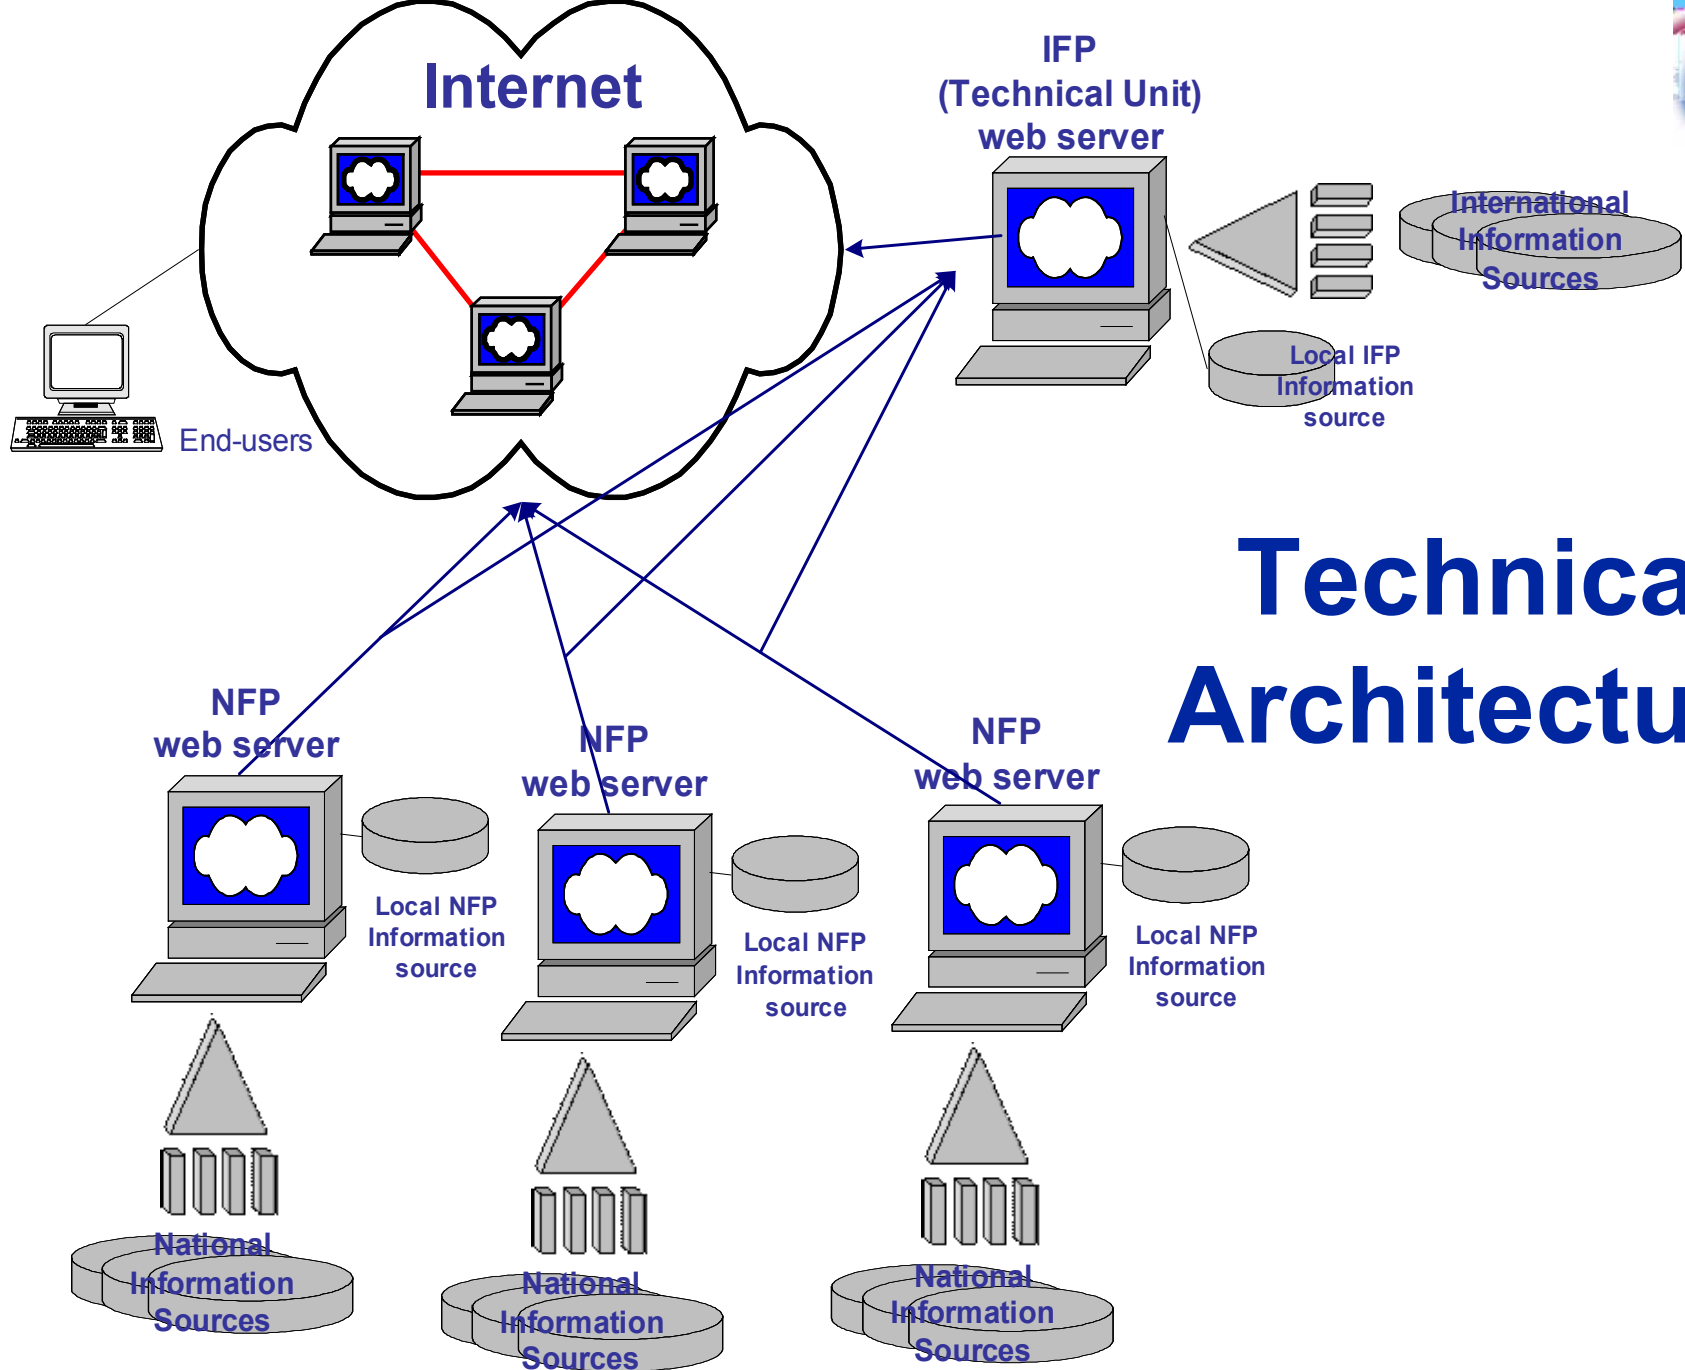 Internet
IFP
(Technical Unit)
web server
International
Information
Sources
Local IFP
Information
source
End-users
Technica
Architectu
NFP
web server
NFP
web server
NFP
web server
Local NFP
Information
source
Local NFP
Information
source
Local NFP
Information
source
National
Information
Sources
National
Information
Sources
National
Information
Sources